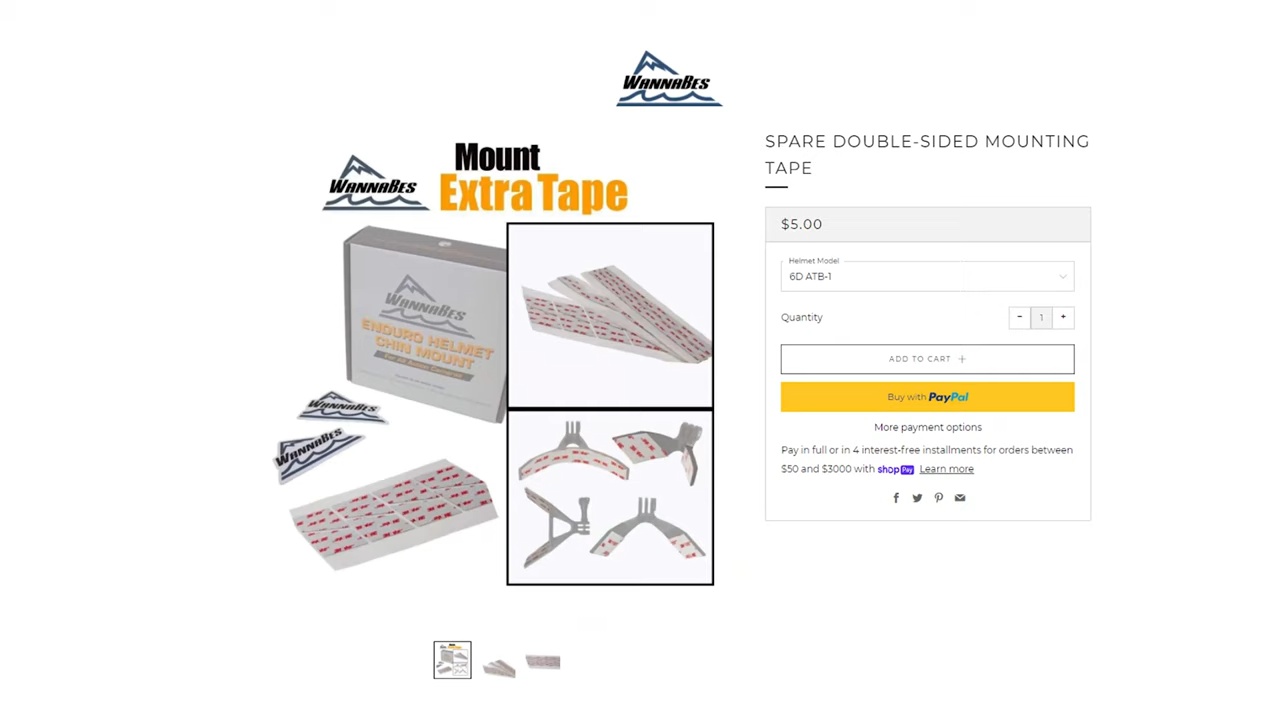 WANNABES
SPARE DOUBLE-SIDED MOUNTING
TAPE
Mount
WANNABES
Extra Tape
$5.00
Helmet Model
6D ATB-1
WANNABES
ENDURO HELMET
CHIN MOUNT
Quantity
− 1 +
ADD TO CART +
Buy with PayPal
WANNABES
More payment options
WANNABES
Pay in full or in 4 interest-free installments for orders between
$50 and $3000 with shop Pay Learn more